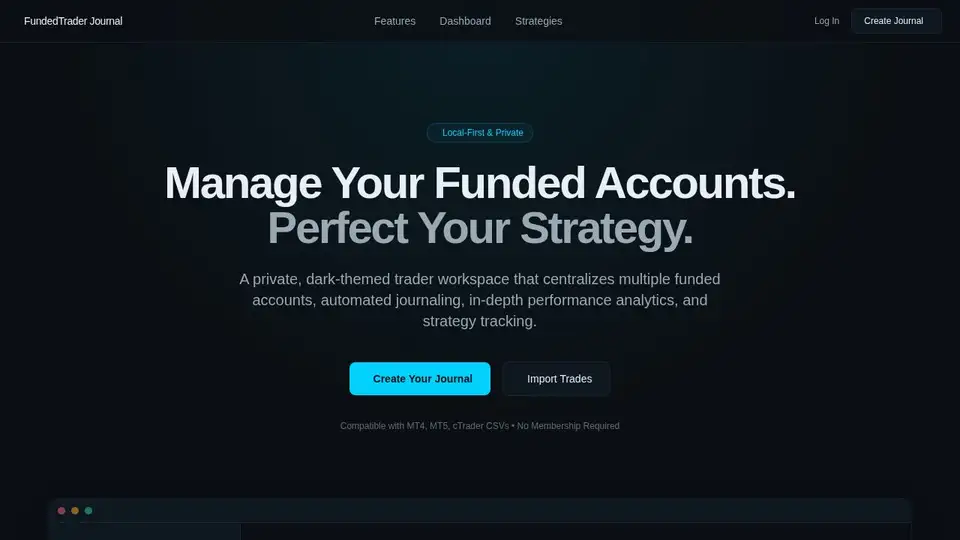 FundedTrader Journal
Features
Dashboard
Strategies
Log In
Create Journal
Local-First & Private
Manage Your Funded Accounts.
Perfect Your Strategy.
A private, dark-themed trader workspace that centralizes multiple funded
accounts, automated journaling, in-depth performance analytics, and
strategy tracking.
Create Your Journal
Import Trades
Compatible with MT4, MT5, cTrader CSVs • No Membership Required